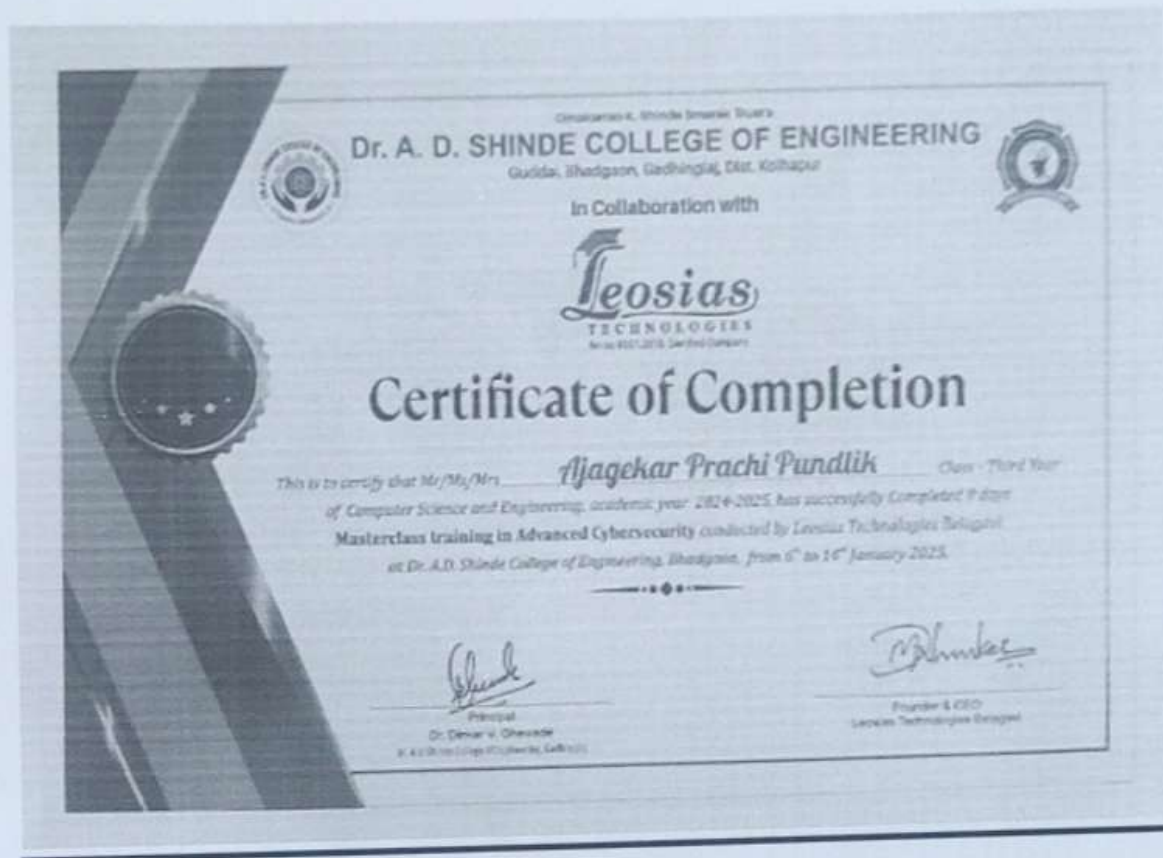 Dr. A. D. SHINDE COLLEGE OF ENGINEERING
Guddai, Bhadgaon, Gadhinglaj, Dist. Kolhapur
In Collaboration with
Leosias
TECHNOLOGIES
Certificate of Completion
This is to certify that Mr/Ms/Mrs Ajagekar Prachi Pundlik Class - Third Year
of Computer Science and Engineering, academic year 2024-2025, has successfully Completed 9 days
Masterclass training in Advanced Cybersecurity conducted by Leosias Technologies Belagavi
at Dr. A.D. Shinde College of Engineering, Bhadgaon, from 6th to 16th January 2025.
Principal
Founder & CEO
Leosias Technologies Belagavi